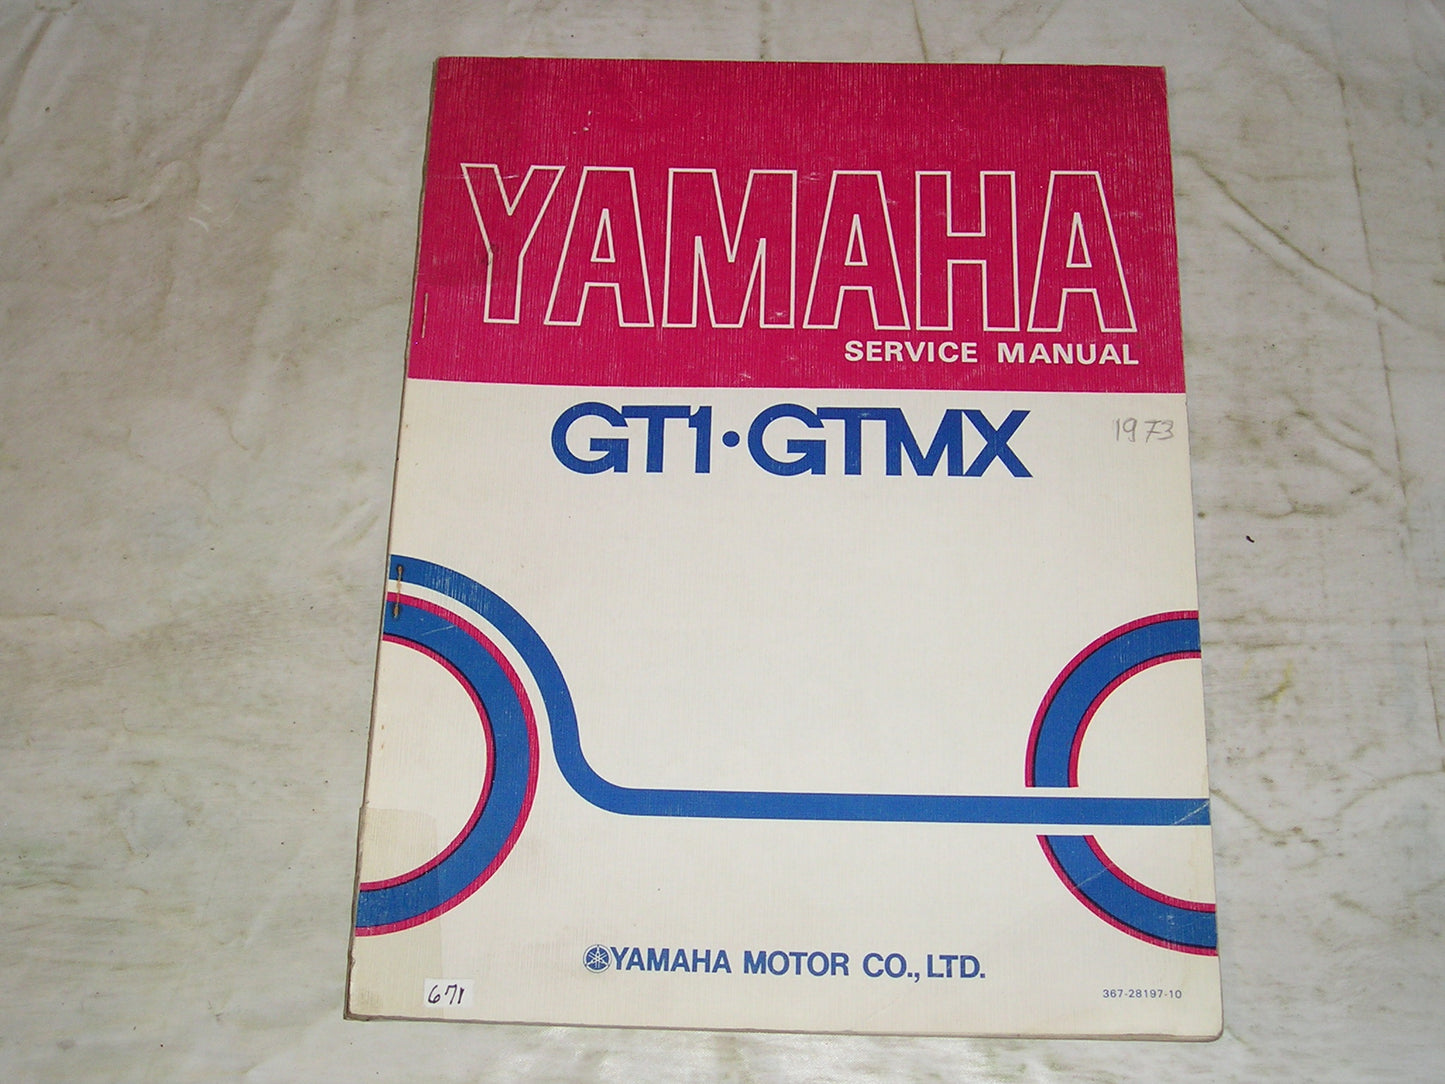 YAMAHA
SERVICE MANUAL
GT1·GTMX
1973
YAMAHA MOTOR CO., LTD.
671
367-28197-10